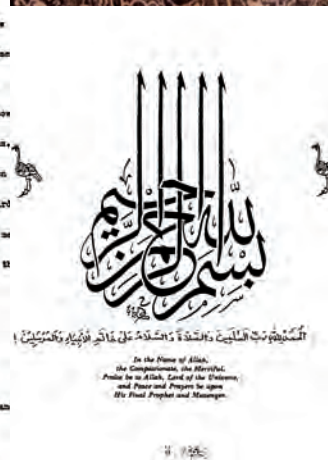 بسم الله الرحمن الرحيم
الحمد لله رب العالمين والصلاة والسلام على خاتم الأنبياء والمرسلين
In the Name of Allah,
the Compassionate, the Merciful,
Praise be to Allah, Lord of the Universe,
and Peace and Prayers be upon
His Final Prophet and Messenger.